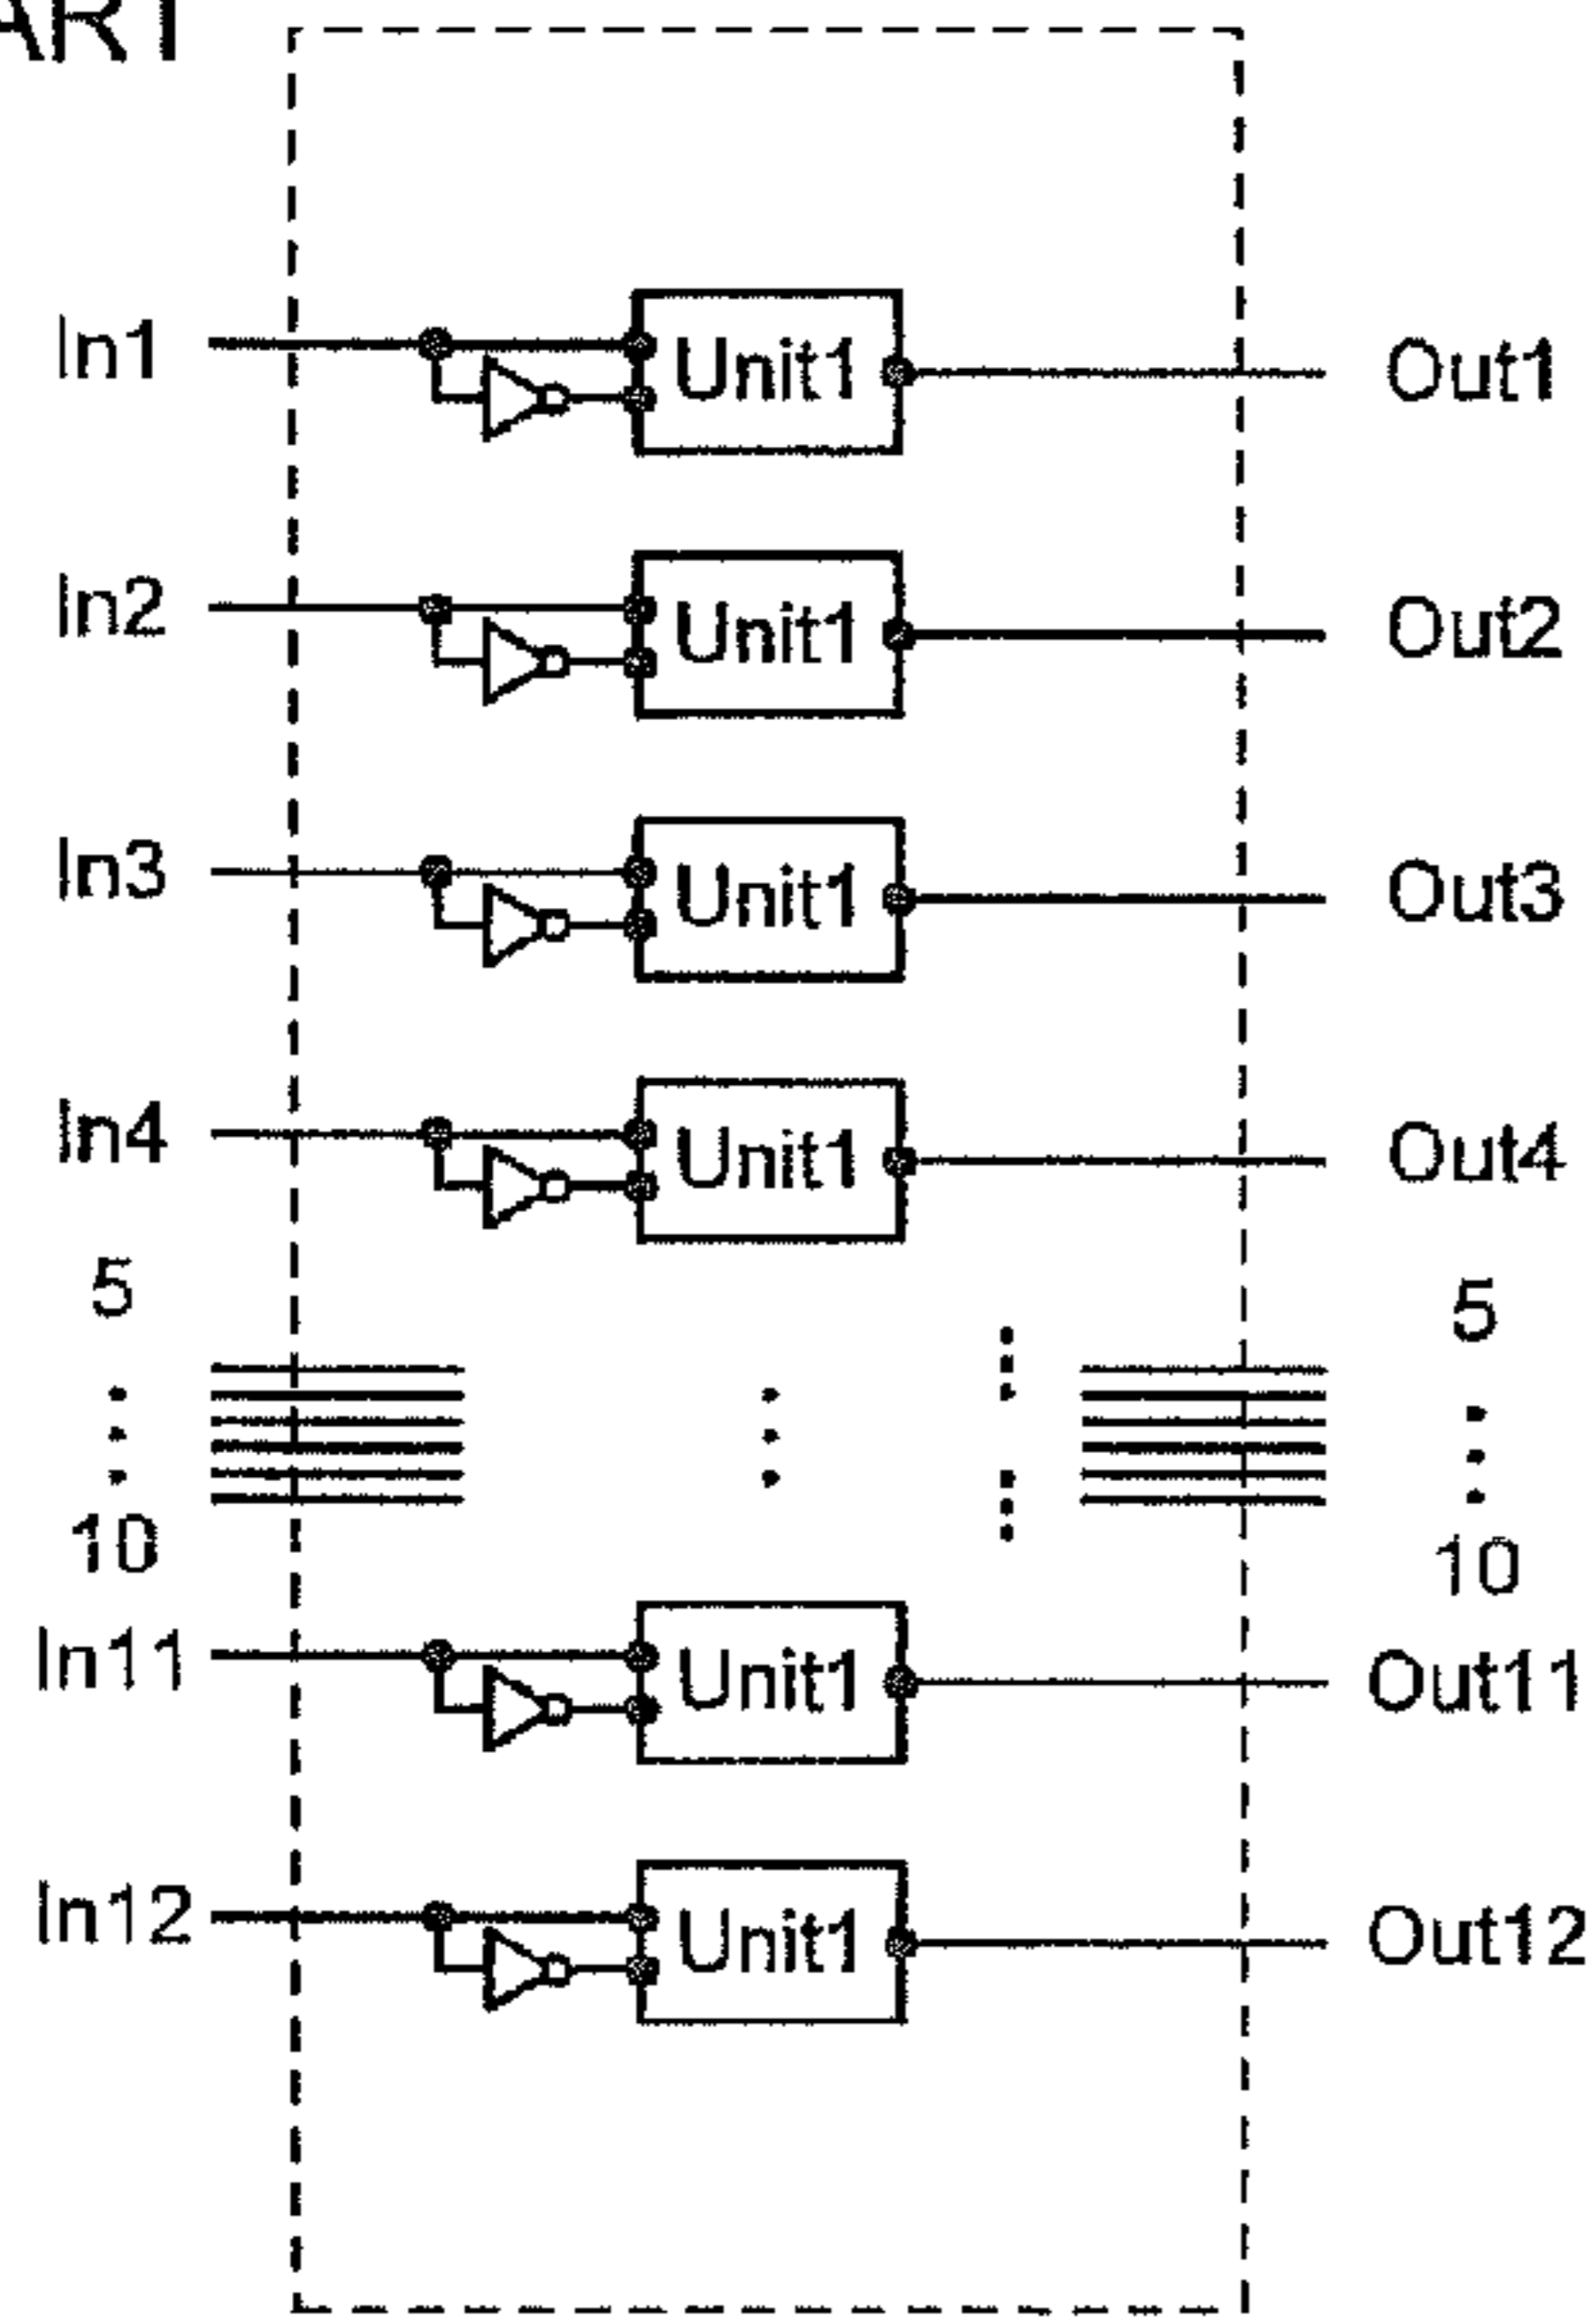 ART
In1 Unit1 Out1
In2 Unit1 Out2
In3 Unit1 Out3
In4 Unit1 Out4
5 5
10 10
In11 Unit1 Out11
In12 Unit1 Out12